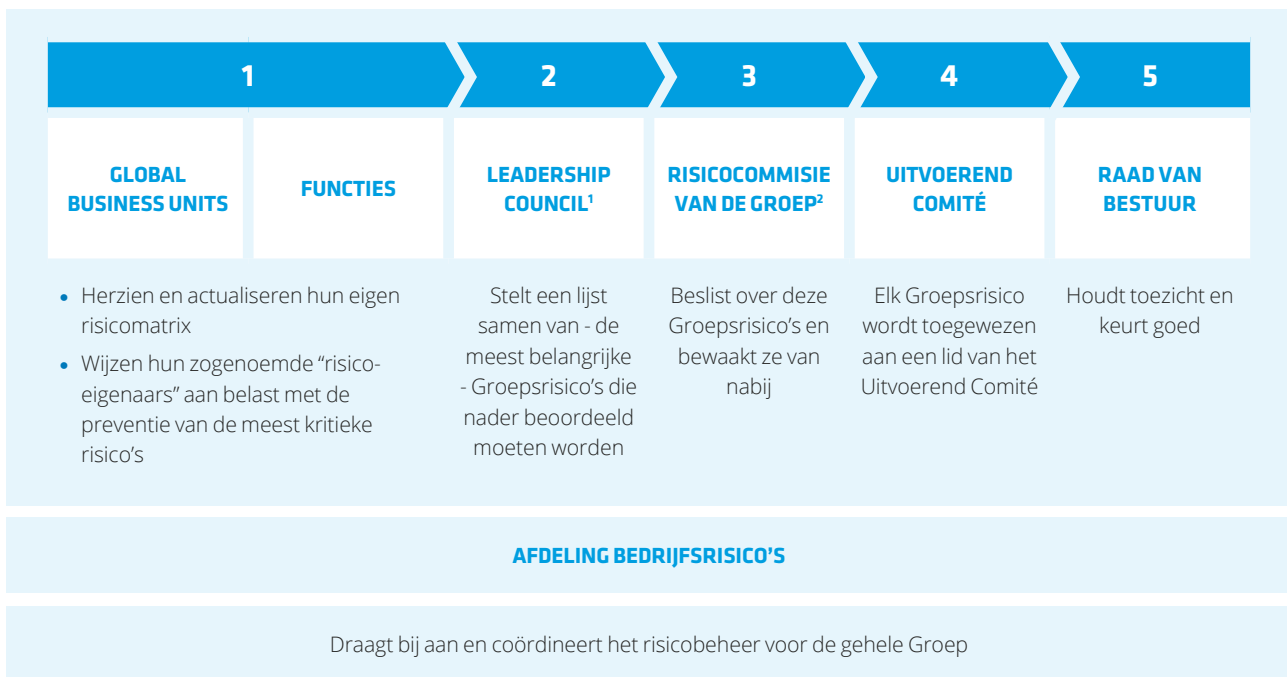 1
2
3
4
5
GLOBAL
BUSINESS UNITS
FUNCTIES
LEADERSHIP
COUNCIL¹
RISICOCOMMISIE
VAN DE GROEP²
UITVOEREND
COMITÉ
RAAD VAN
BESTUUR
• Herzien en actualiseren hun eigen
risicomatrix
• Wijzen hun zogenoemde “risico-
eigenaars” aan belast met de
preventie van de meest kritieke
risico’s
Stelt een lijst
samen van - de
meest belangrijke
- Groepsrisico’s die
nader beoordeeld
moeten worden
Beslist over deze
Groepsrisico’s en
bewaakt ze van
nabij
Elk Groepsrisico
wordt toegewezen
aan een lid van het
Uitvoerend Comité
Houdt toezicht en
keurt goed
AFDELING BEDRIJFSRISICO’S
Draagt bij aan en coördineert het risicobeheer voor de gehele Groep